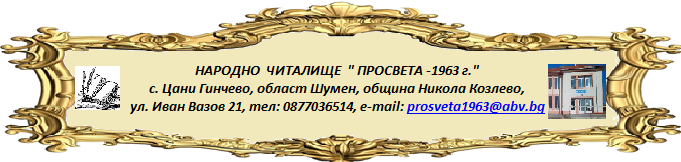 НАРОДНО ЧИТАЛИЩЕ " ПРОСВЕТА -1963 г."
с. Цани Гинчево, област Шумен, община Никола Козлево,
ул. Иван Вазов 21, тел: 0877036514, e-mail: prosveta1963@abv.bg